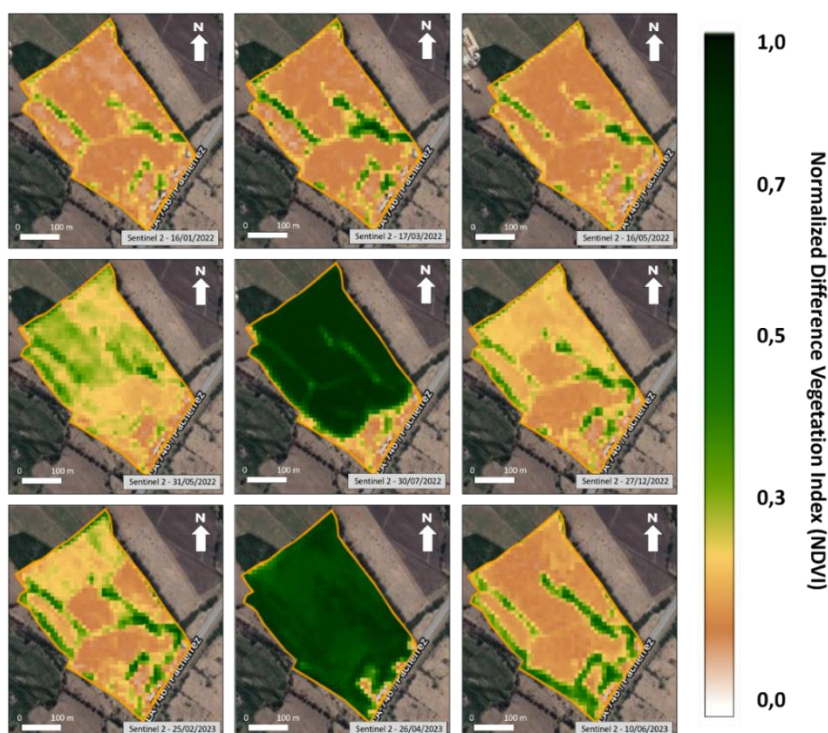 N
N
N
0 100 m
Sentinel 2 - 16/01/2022
0 100 m
Sentinel 2 - 17/03/2022
0 100 m
Sentinel 2 - 16/05/2022
N
N
N
0 100 m
Sentinel 2 - 31/05/2022
0 100 m
Sentinel 2 - 30/07/2022
0 100 m
Sentinel 2 - 27/12/2022
N
N
N
0 100 m
Sentinel 2 - 25/02/2023
0 100 m
Sentinel 2 - 26/04/2023
0 100 m
Sentinel 2 - 10/06/2023
1,0
0,7
0,5
0,3
0,0
Normalized Difference Vegetation Index (NDVI)